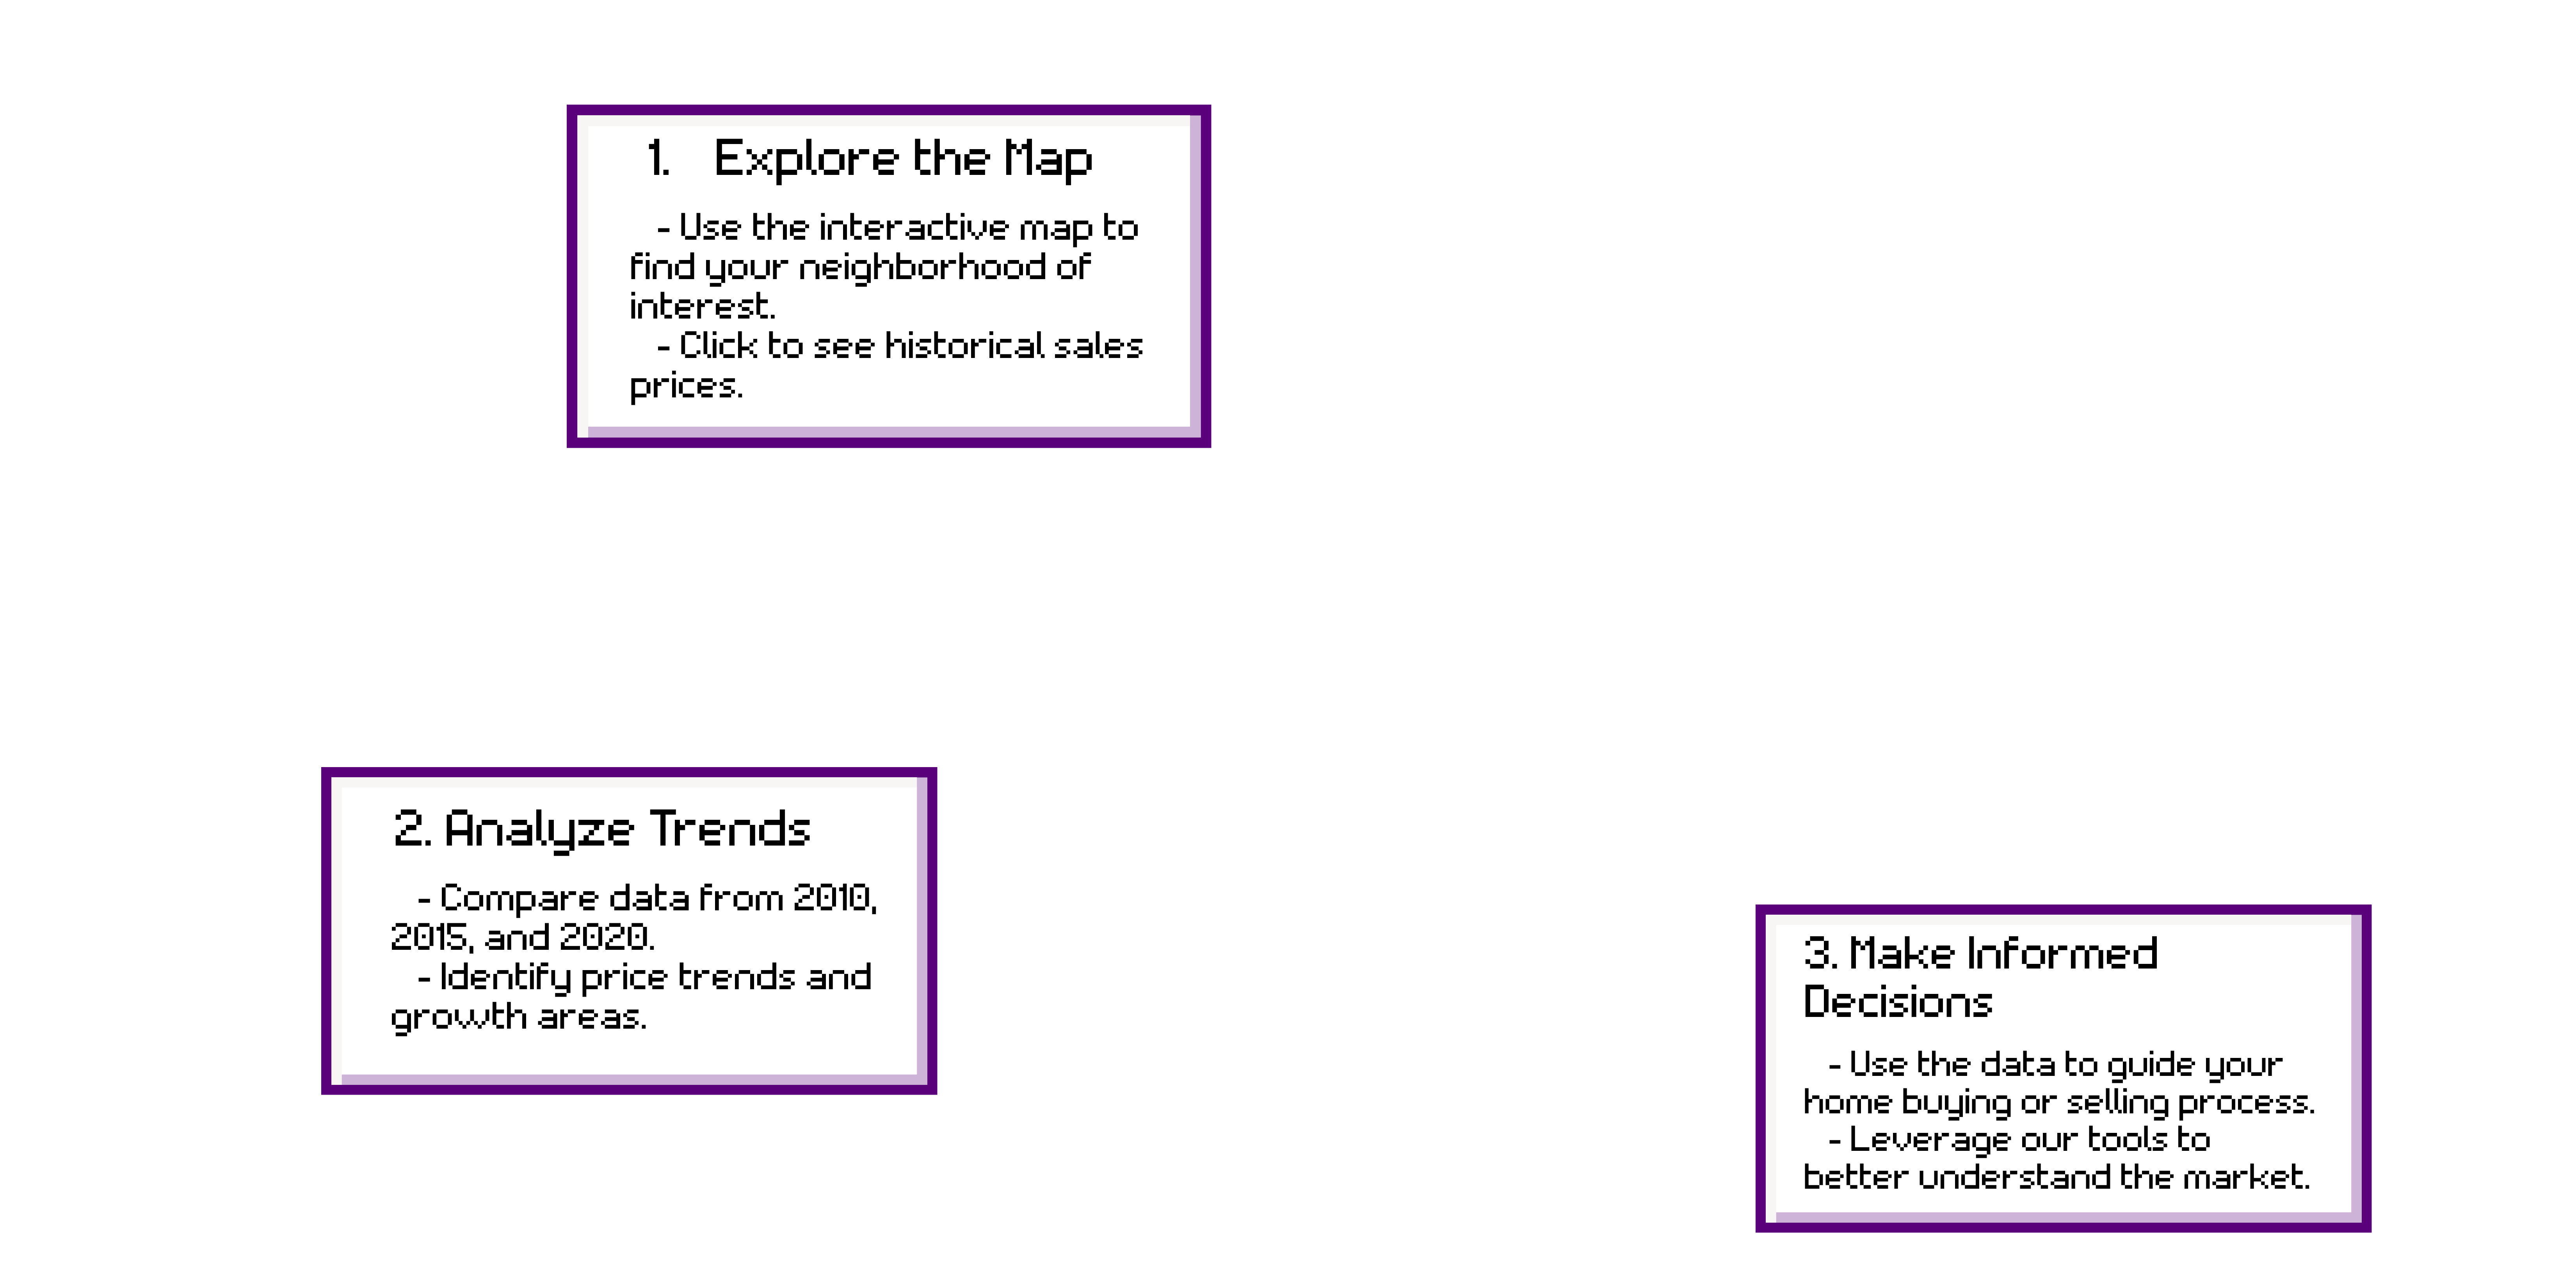 1. Explore the Map
- Use the interactive map to
find your neighborhood of
interest.
- Click to see historical sales
prices.
2. Analyze Trends
- Compare data from 2010,
2015, and 2020.
- Identify price trends and
growth areas.
3. Make Informed
Decisions
- Use the data to guide your
home buying or selling process.
- Leverage our tools to
better understand the market.